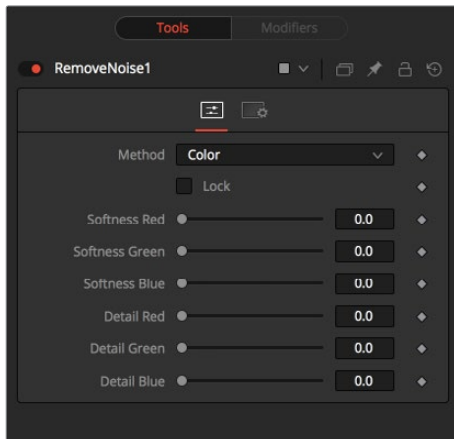 Tools Modifiers
RemoveNoise1
Method Color
Lock
Softness Red 0.0
Softness Green 0.0
Softness Blue 0.0
Detail Red 0.0
Detail Green 0.0
Detail Blue 0.0